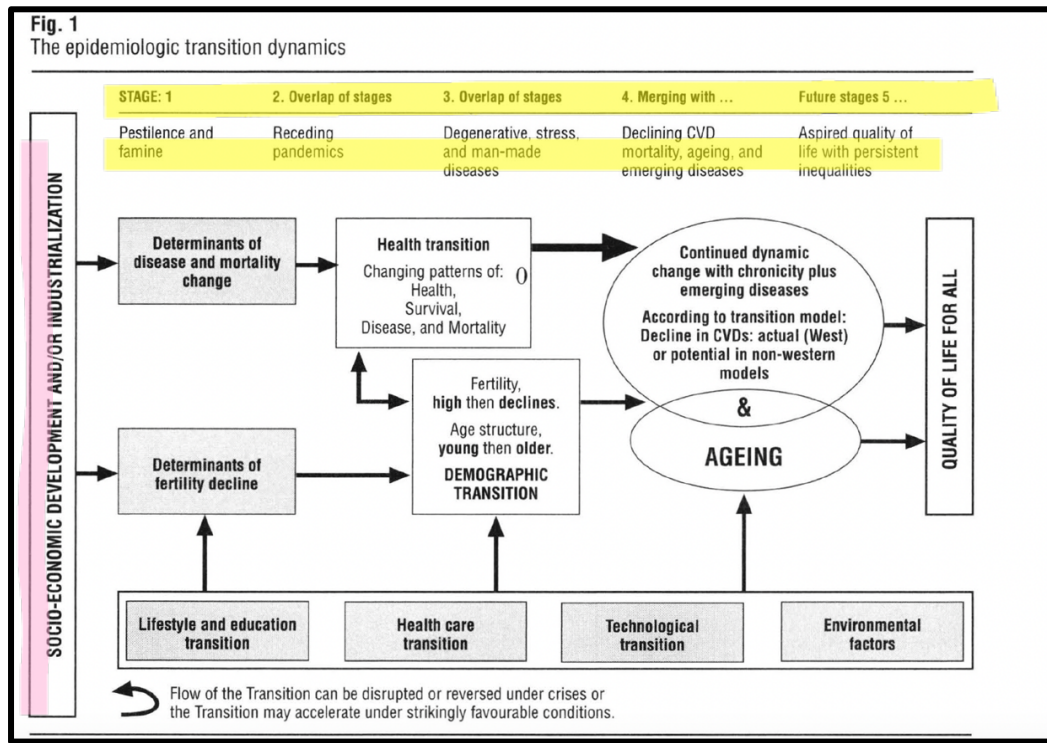 Fig. 1
The epidemiologic transition dynamics
STAGE: 1
2. Overlap of stages
3. Overlap of stages
4. Merging with ...
Future stages 5 ...
Pestilence and
famine
Receding
pandemics
Degenerative, stress,
and man-made
diseases
Declining CVD
mortality, ageing, and
emerging diseases
Aspired quality of
life with persistent
inequalities
SOCIO-ECONOMIC DEVELOPMENT AND/OR INDUSTRIALIZATION
Determinants of
disease and mortality
change
Health transition
Changing patterns of:
Health,
Survival,
Disease, and Mortality
()
Continued dynamic
change with chronicity plus
emerging diseases
According to transition model:
Decline in CVDs: actual (West)
or potential in non-western
models
&
AGEING
QUALITY OF LIFE FOR ALL
Determinants of
fertility decline
Fertility,
high then declines.
Age structure,
young then older.
DEMOGRAPHIC
TRANSITION
Lifestyle and education
transition
Health care
transition
Technological
transition
Environmental
factors
Flow of the Transition can be disrupted or reversed under crises or
the Transition may accelerate under strikingly favourable conditions.